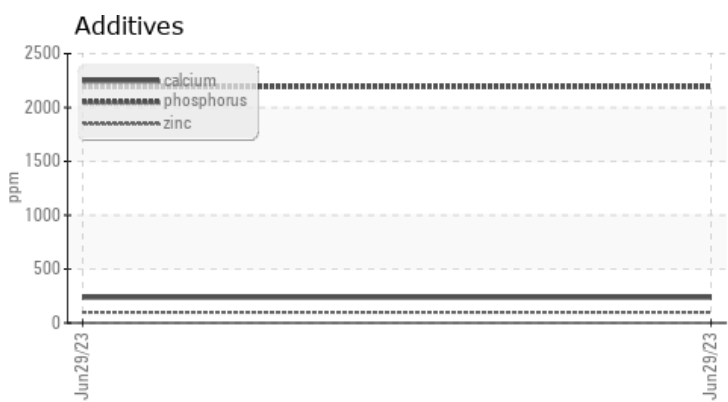 Additives
2500
2000
1500
1000
500
0
ppm
calcium
phosphorus
zinc
Jun29/23
Jun29/23